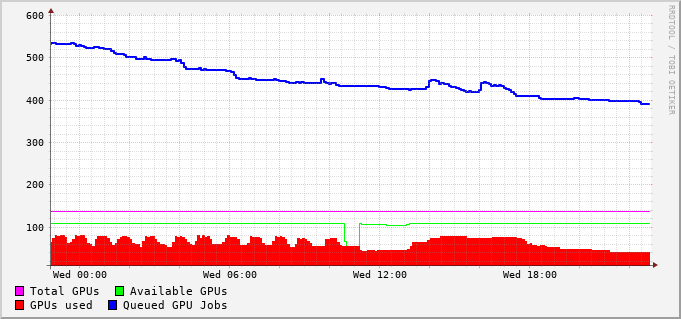 600
500
400
300
200
100
Wed 00:00 Wed 06:00 Wed 12:00 Wed 18:00
Total GPUs Available GPUs
GPUs used Queued GPU Jobs
RRDTOOL / TOBI OETIKER